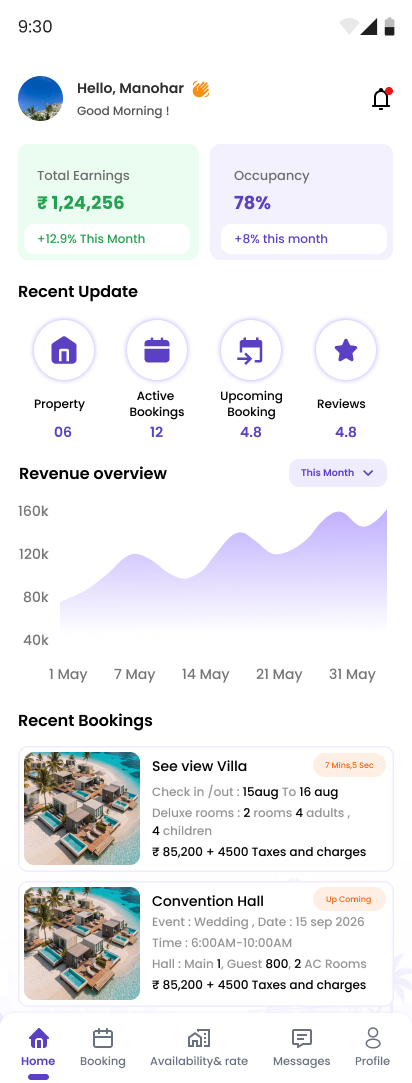 9:30
Hello, Manohar
Good Morning !
Total Earnings
₹ 1,24,256
+12.9% This Month
Occupancy
78%
+8% this month
Recent Update
Property
06
Active
Bookings
12
Upcoming
Booking
4.8
Reviews
4.8
Revenue overview
This Month
160k
120k
80k
40k
1 May 7 May 14 May 21 May 31 May
Recent Bookings
See view Villa
7 Mins,5 Sec
Check in /out : 15aug To 16 aug
Deluxe rooms : 2 rooms 4 adults ,
4 children
₹ 85,200 + 4500 Taxes and charges
Convention Hall
Up Coming
Event : Wedding , Date : 15 sep 2026
Time : 6:00AM-10:00AM
Hall : Main 1, Guest 800, 2 AC Rooms
₹ 85,200 + 4500 Taxes and charges
Home Booking Availability& rate Messages Profile